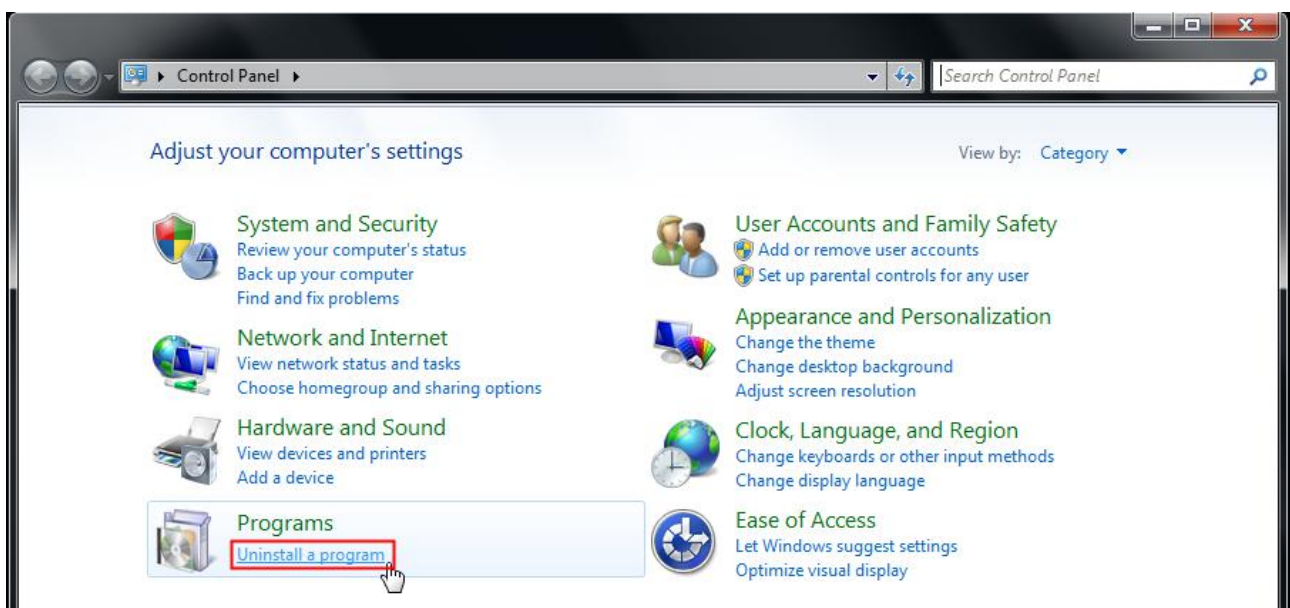 Control Panel
Search Control Panel
Adjust your computer's settings
View by: Category
System and Security
Review your computer's status
Back up your computer
Find and fix problems
Network and Internet
View network status and tasks
Choose homegroup and sharing options
Hardware and Sound
View devices and printers
Add a device
Programs
Uninstall a program
User Accounts and Family Safety
Add or remove user accounts
Set up parental controls for any user
Appearance and Personalization
Change the theme
Change desktop background
Adjust screen resolution
Clock, Language, and Region
Change keyboards or other input methods
Change display language
Ease of Access
Let Windows suggest settings
Optimize visual display